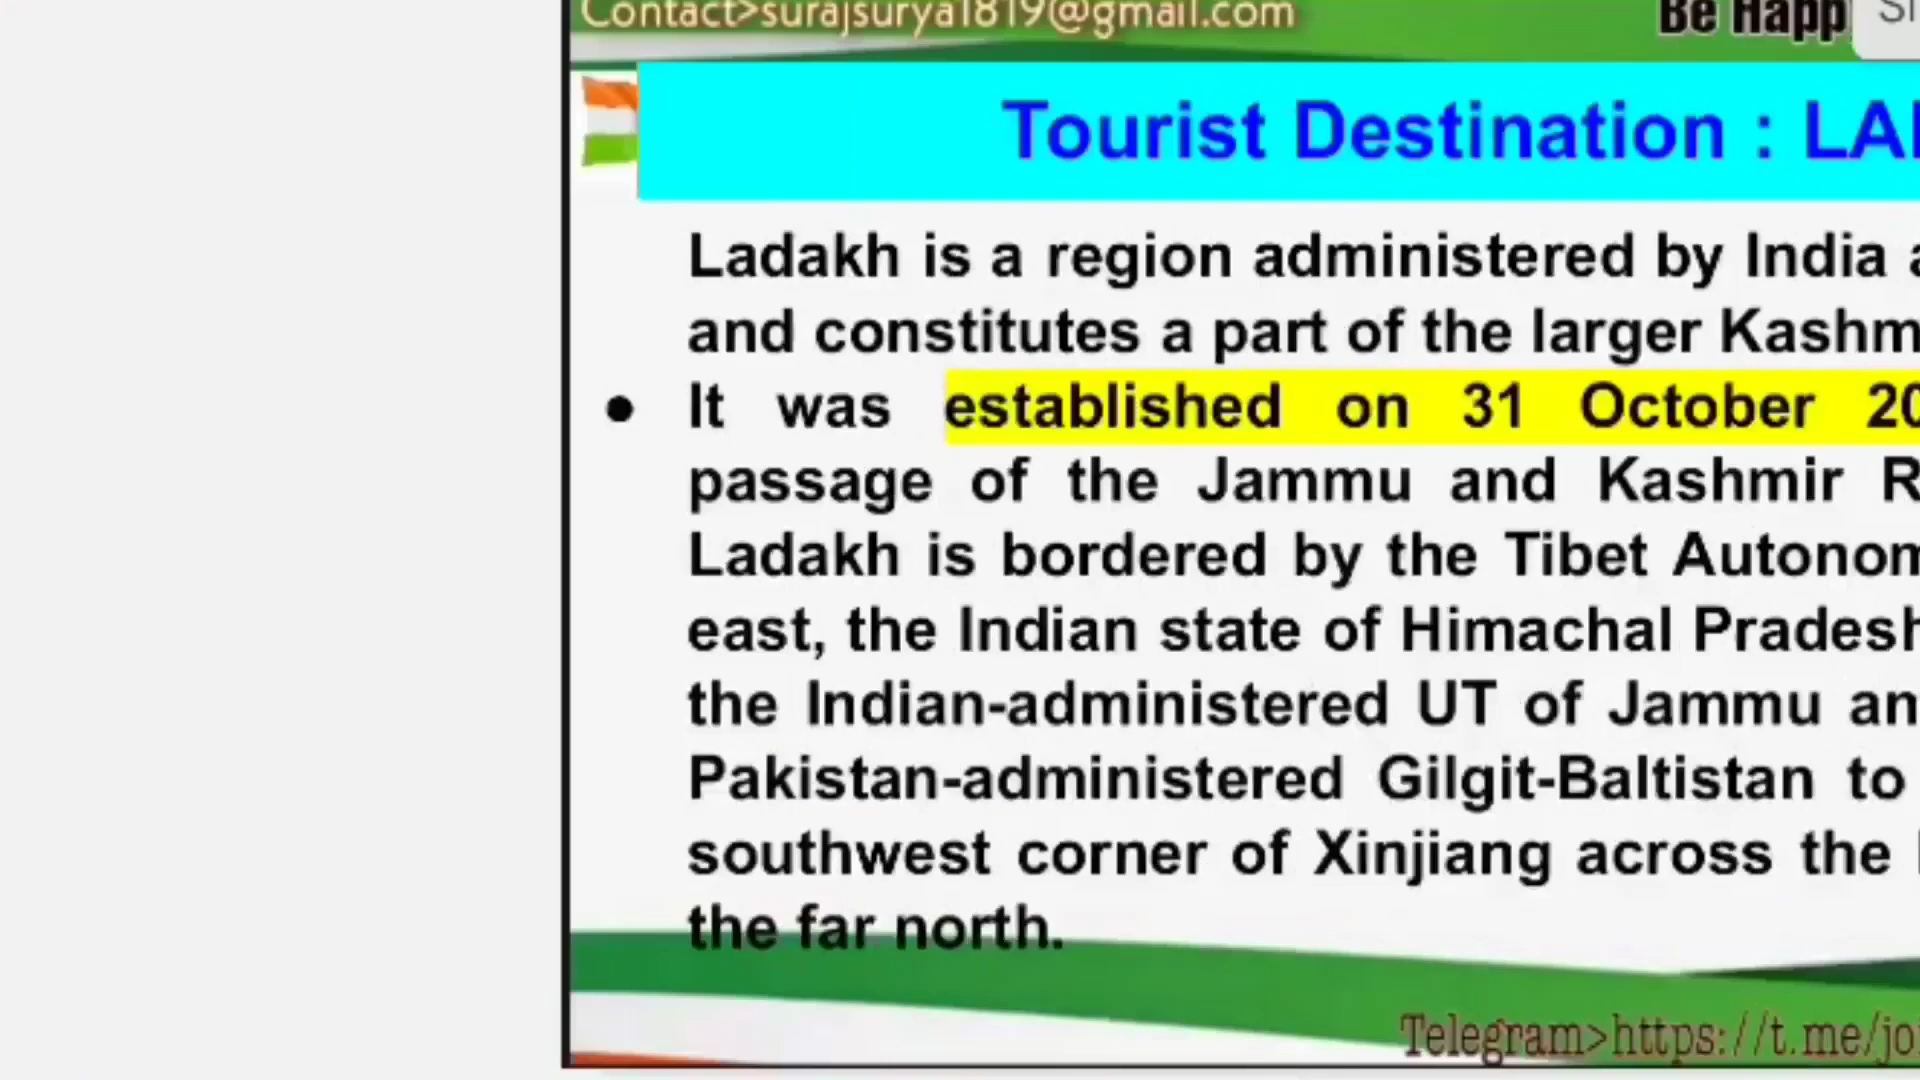 Contact>surajsurya1819@gmail.com
Be Happ
Tourist Destination : LA
Ladakh is a region administered by India a
and constitutes a part of the larger Kashm
• It was established on 31 October 20
passage of the Jammu and Kashmir R
Ladakh is bordered by the Tibet Autonom
east, the Indian state of Himachal Pradesh
the Indian-administered UT of Jammu an
Pakistan-administered Gilgit-Baltistan to
southwest corner of Xinjiang across the
the far north.
Telegram>https://t.me/jo